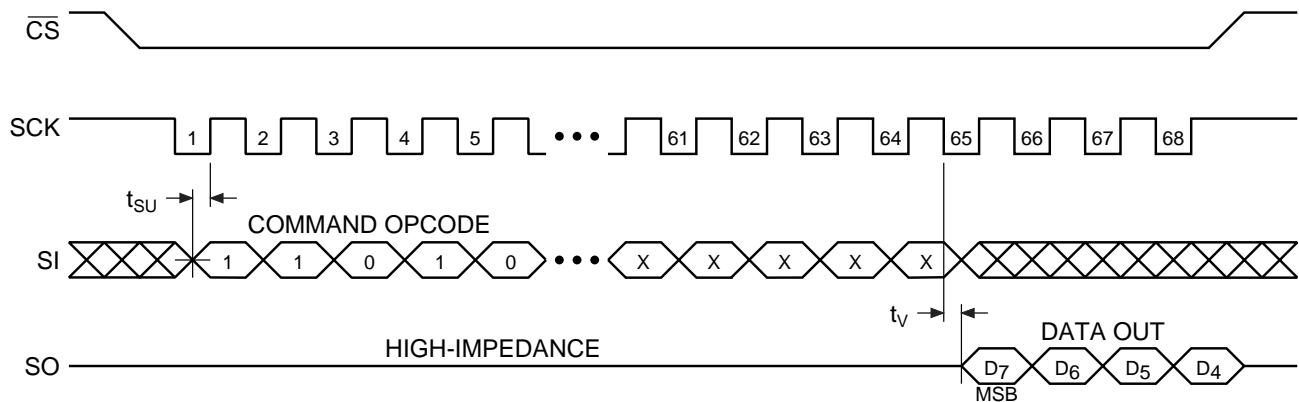 CS
SCK 1 2 3 4 5 ••• 61 62 63 64 65 66 67 68
tSU
COMMAND OPCODE
SI 1 1 0 1 0 ••• X X X X X
tV
HIGH-IMPEDANCE
DATA OUT
SO D7 D6 D5 D4
MSB